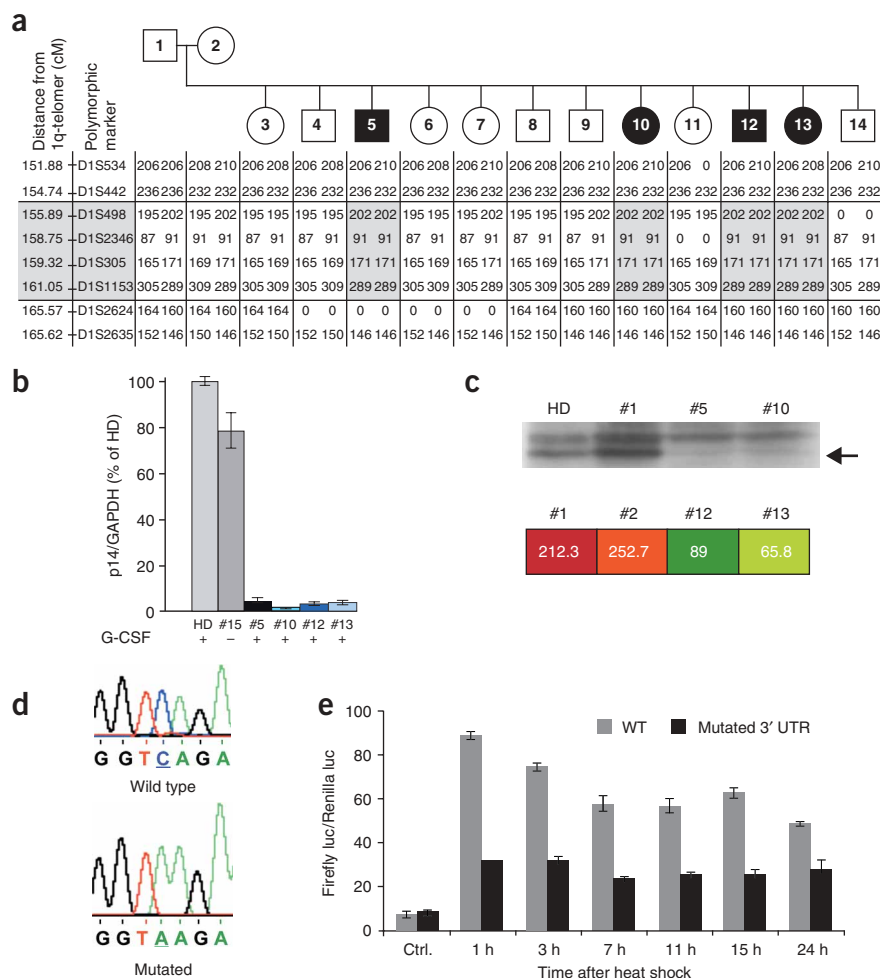 a
Distance from 1q-telomer (cM)
Polymorphic marker
1 2
3 4 5 6 7 8 9 10 11 12 13 14
151.88 D1S534 206 206 208 210 206 208 206 208 206 210 206 208 206 208 206 208 206 210 206 210 206 0 206 210 206 208 206 210
154.74 D1S442 236 232 236 232 236 232 236 232 236 232 236 232 236 232 236 232 236 232 236 232 236 232 236 232 236 232 236 232
155.89 D1S498 195 202 195 202 195 195 195 195 202 202 195 195 195 195 195 195 195 202 202 202 195 195 202 202 202 202 0 0
158.75 D1S2346 87 91 91 91 87 91 87 91 91 91 87 91 87 91 87 91 87 91 91 91 0 0 91 91 91 91 87 91
159.32 D1S305 165 171 169 171 165 169 165 169 171 171 165 169 165 169 165 169 165 171 171 171 165 169 171 171 171 171 165 171
161.05 D1S1153 305 289 309 289 305 309 305 309 289 289 305 309 305 309 305 309 305 289 289 289 305 309 289 289 289 289 305 289
165.57 D1S2624 164 160 164 160 164 164 0 0 0 0 0 0 0 0 164 164 164 160 160 160 164 164 160 160 160 160 164 160
165.62 D1S2635 152 146 150 146 152 150 152 150 146 146 152 150 152 150 152 150 152 146 146 146 152 150 146 146 146 146 152 146
b
p14/GAPDH (% of HD)
100
80
60
40
20
0
HD #15 #5 #10 #12 #13
G-CSF + − + + + +
c
HD #1 #5 #10
#1 #2 #12 #13
212.3 252.7 89 65.8
d
G G T C A G A
Wild type
G G T A A G A
Mutated
e
Firefly luc/Renilla luc
100
80
60
40
20
0
WT Mutated 3′ UTR
Ctrl. 1 h 3 h 7 h 11 h 15 h 24 h
Time after heat shock